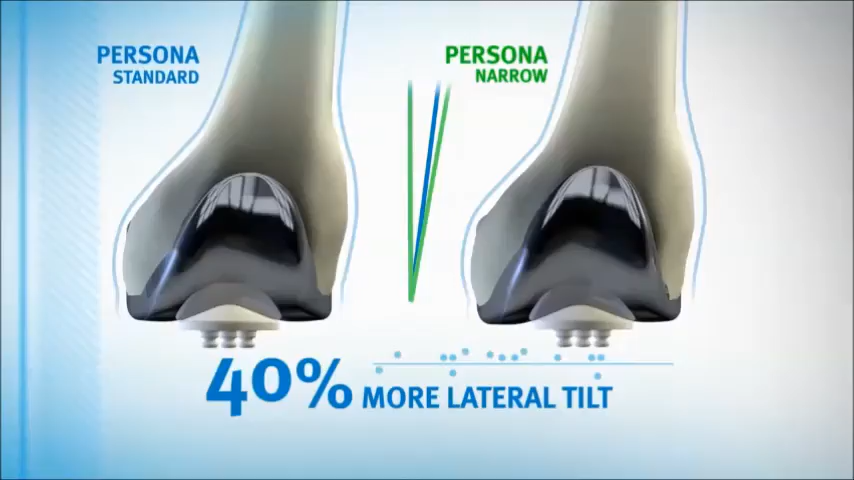 PERSONA
STANDARD
PERSONA
NARROW
40% MORE LATERAL TILT